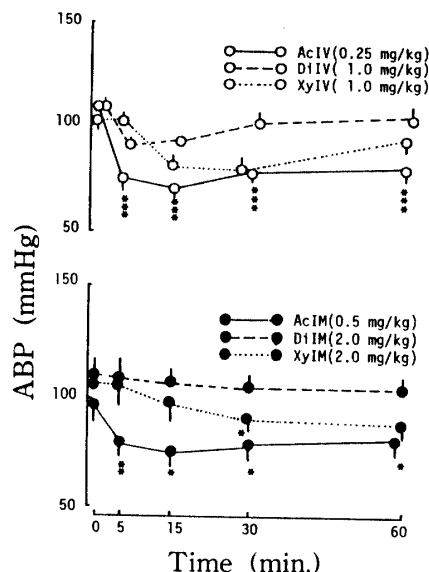 150
100
50
AcIV(0.25 mg/kg)
DiIV( 1.0 mg/kg)
XyIV( 1.0 mg/kg)
***
***
***
***
150
100
50
AcIM(0.5 mg/kg)
DiIM(2.0 mg/kg)
XyIM(2.0 mg/kg)
**
*
*
*
*
0 5 15 30 60
Time (min.)
ABP (mmHg)